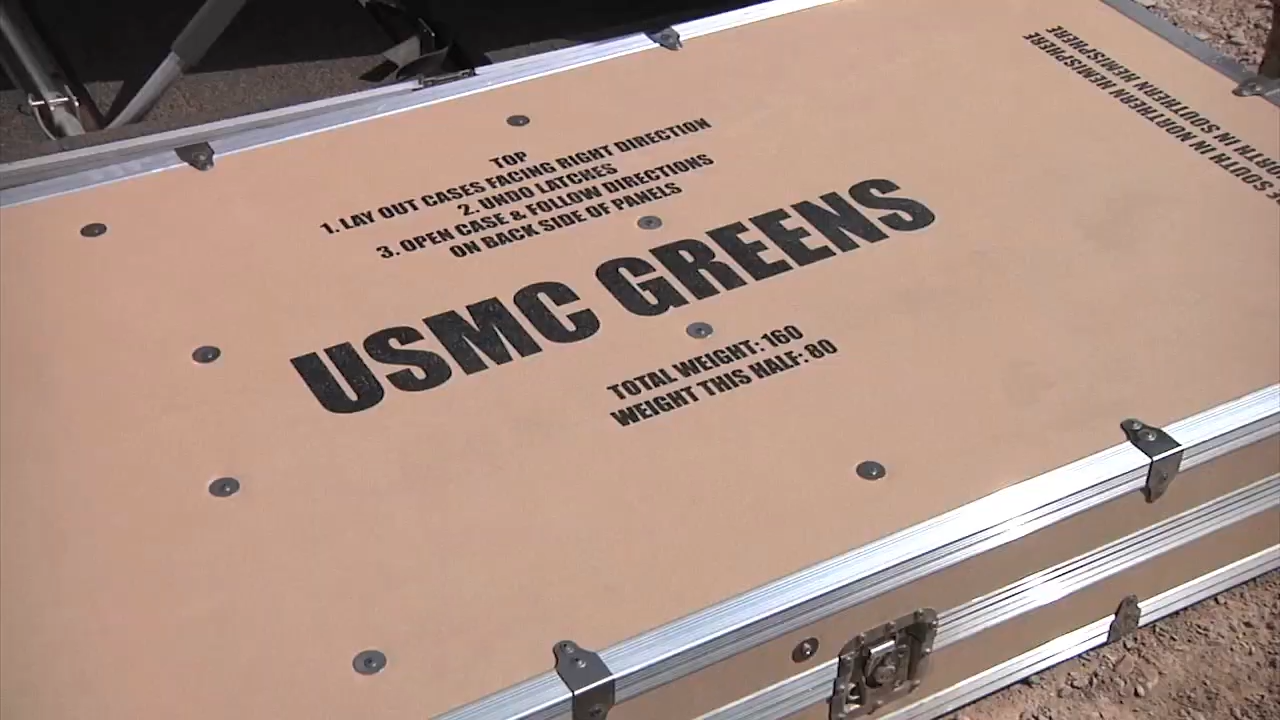 TOP
1. LAY OUT CASES FACING RIGHT DIRECTION
2. UNDO LATCHES
3. OPEN CASE & FOLLOW DIRECTIONS
ON BACK SIDE OF PANELS
USMC GREENS
TOTAL WEIGHT: 160
WEIGHT THIS HALF: 80
SOUTH IN NORTHERN HEMISPHERE
IN SOUTHERN HEMISPHERE